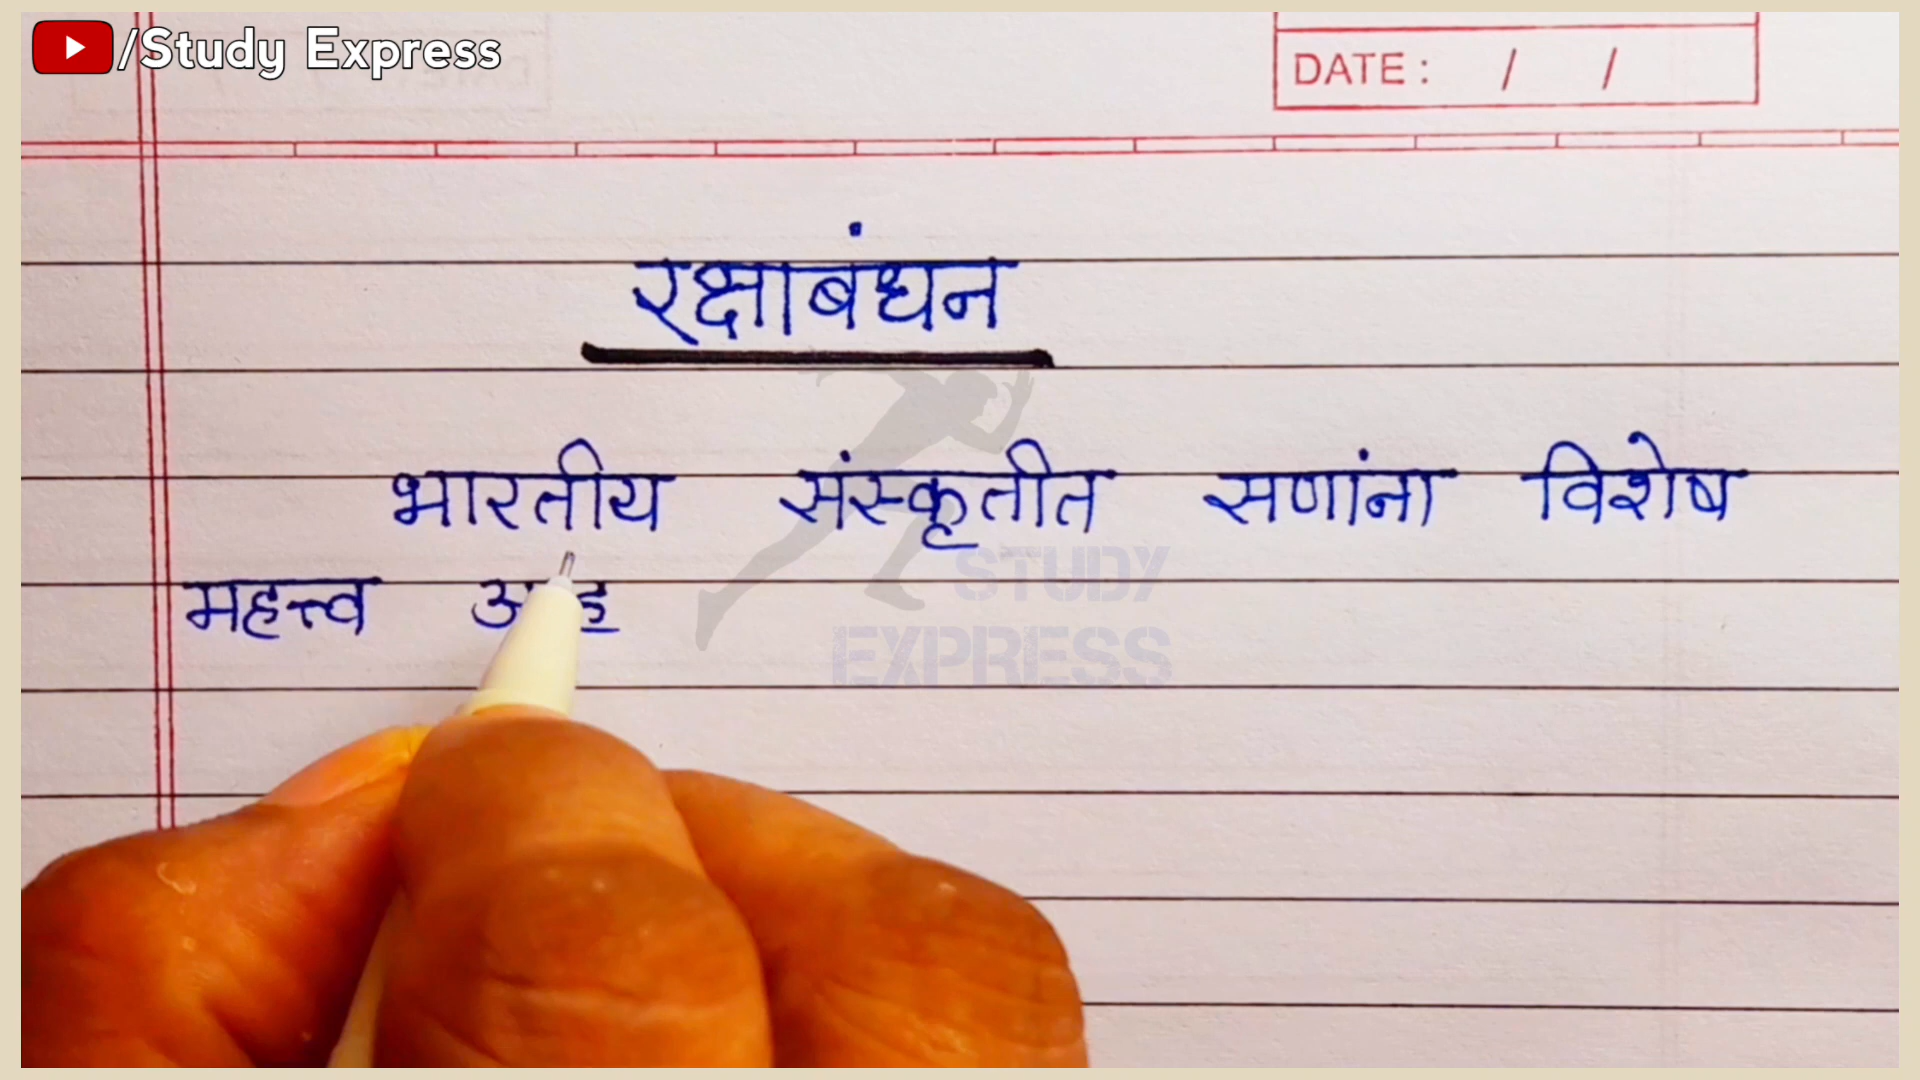 /Study Express
DATE: / /
रक्षाबंधन
भारतीय संस्कृतीत सणांना विशेष
महत्त्व
STUDY
EXPRESS